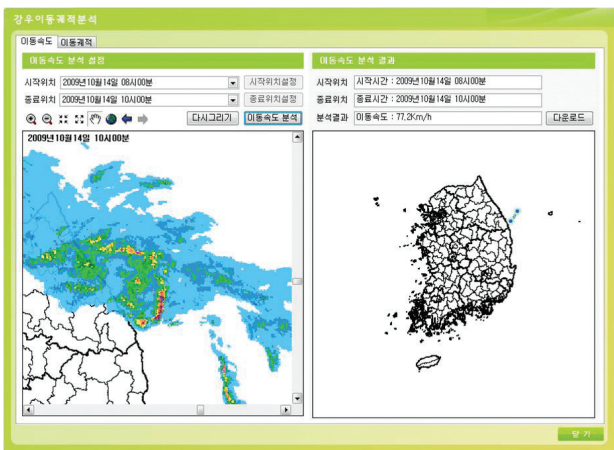 강우이동궤적분석
이동속도 이동궤적
이동속도 분석 설정
시작위치 2009년10월14일 08시00분 시작위치설정
종료위치 2009년10월14일 10시00분 종료위치설정
다시그리기 이동속도 분석
2009년10월14일 10시00분
이동속도 분석 결과
시작위치 시작시간 : 2009년10월14일 08시00분
종료위치 종료시간 : 2009년10월14일 10시00분
분석결과 이동속도 : 77.2Km/h 다운로드
닫 기